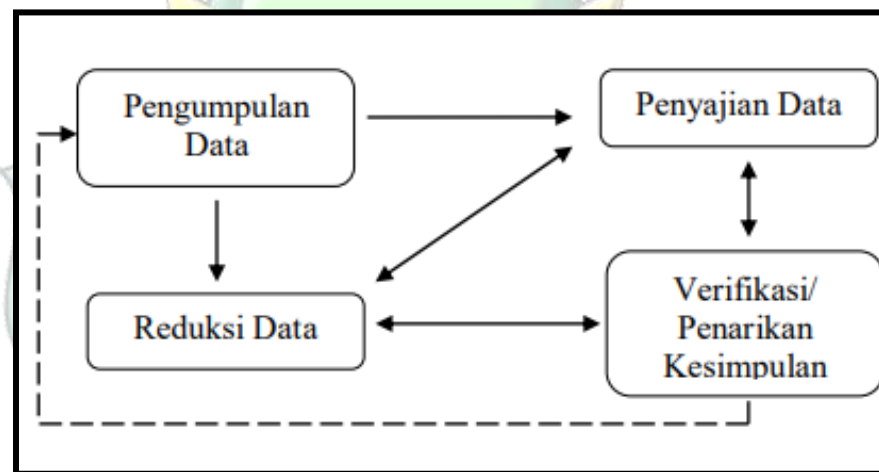 Pengumpulan
Data
Penyajian Data
Reduksi Data
Verifikasi/
Penarikan
Kesimpulan